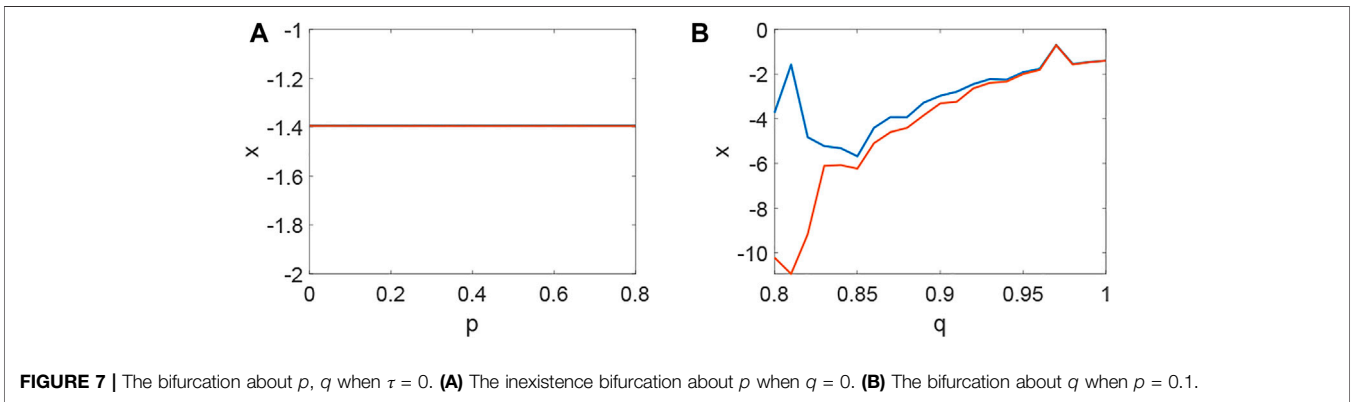 A
-1
-1.2
-1.4
-1.6
-1.8
-2
x
0 0.2 0.4 0.6 0.8
p
B
0
-2
-4
-6
-8
-10
x
0.8 0.85 0.9 0.95 1
q
FIGURE 7 | The bifurcation about p, q when τ = 0. (A) The inexistence bifurcation about p when q = 0. (B) The bifurcation about q when p = 0.1.